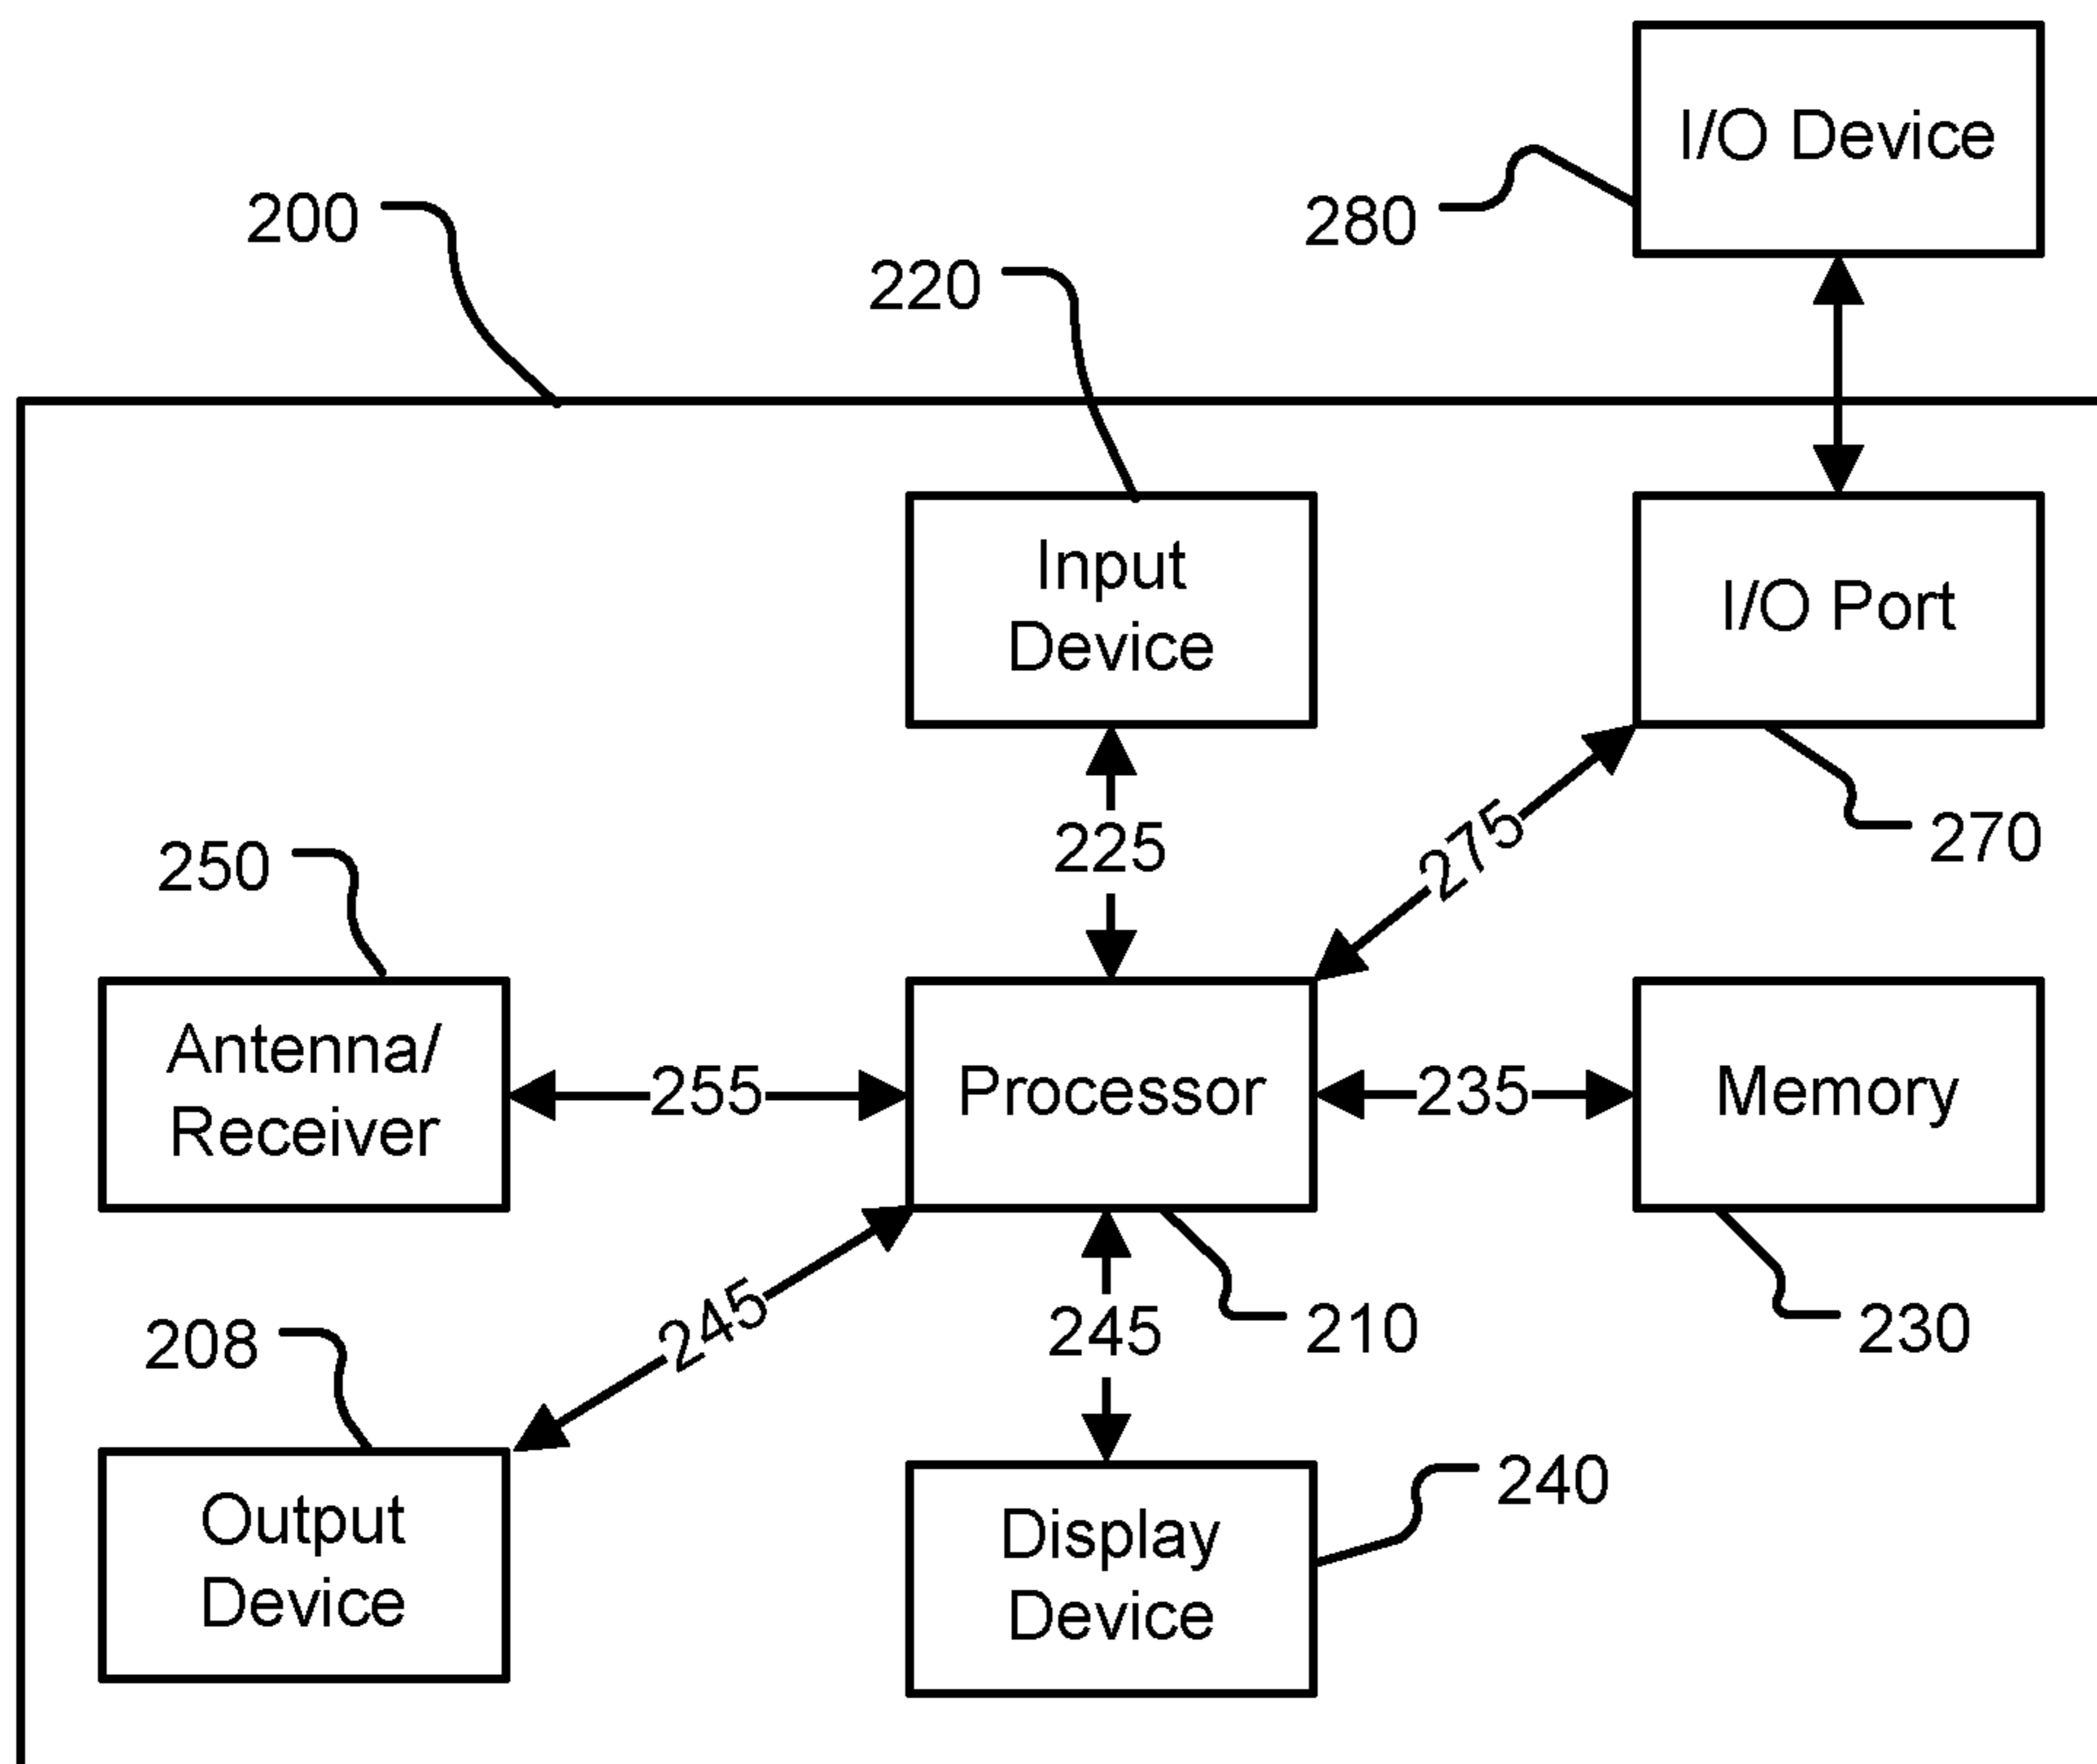 I/O Device
280
200
220
Input
Device
I/O Port
225
275
270
250
Antenna/
Receiver
255
Processor
235
Memory
245
245
210
230
208
Output
Device
Display
Device
240